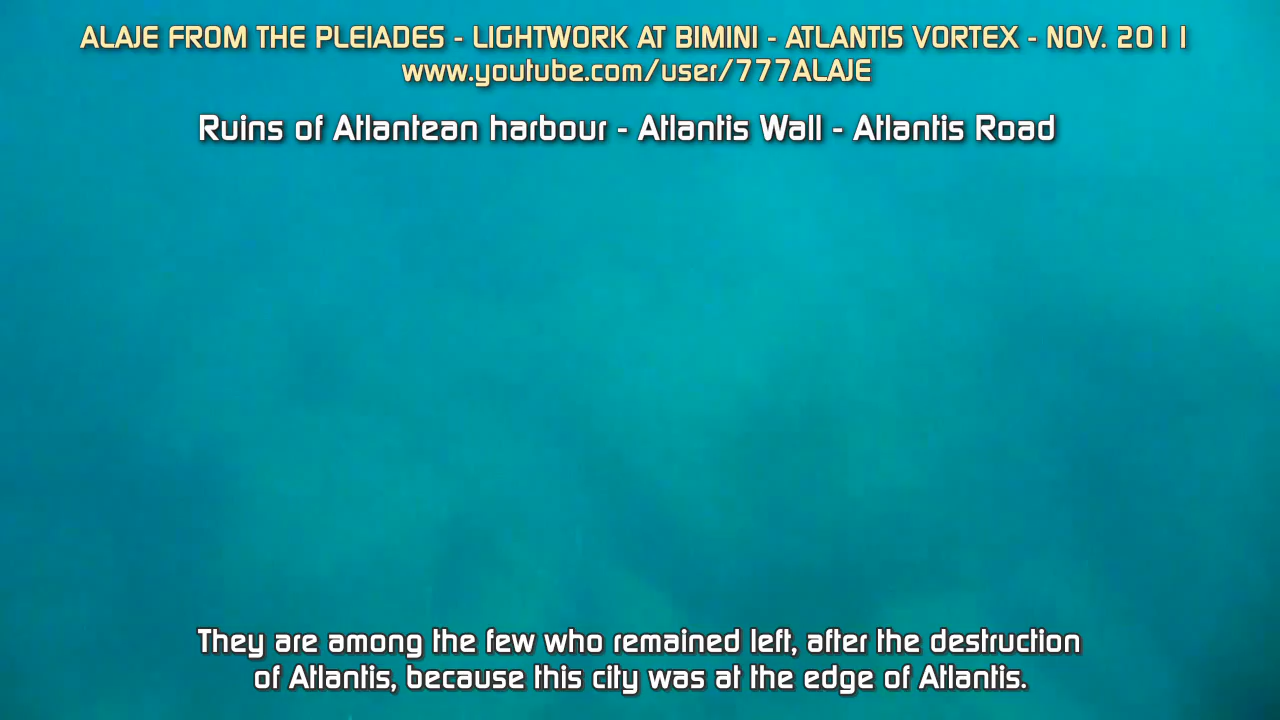 ALAJE FROM THE PLEIADES - LIGHTWORK AT BIMINI - ATLANTIS VORTEX - NOV. 2011
www.youtube.com/user/777ALAJE
Ruins of Atlantean harbour - Atlantis Wall - Atlantis Road
They are among the few who remained left, after the destruction
of Atlantis, because this city was at the edge of Atlantis.